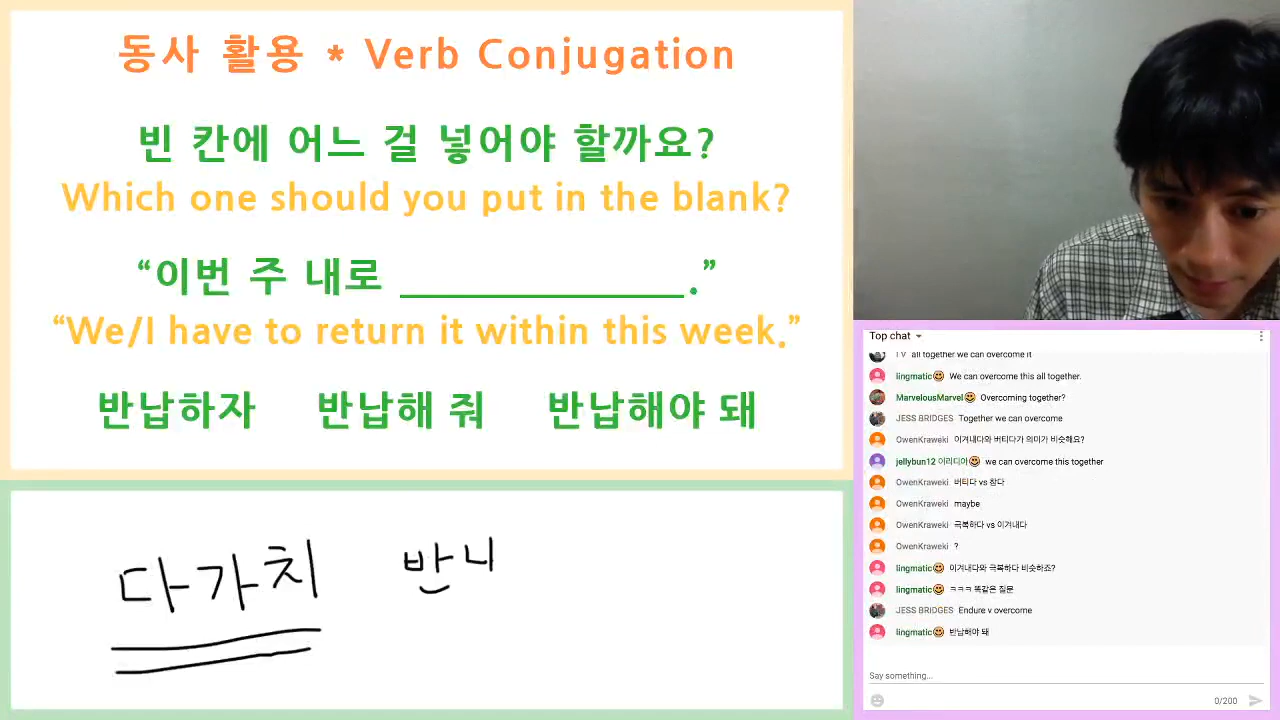 동사 활용 * Verb Conjugation
빈 칸에 어느 걸 넣어야 할까요?
Which one should you put in the blank?
“이번 주 내로 ______________.”
“We/I have to return it within this week.”
반납하자 반납해 줘 반납해야 돼
다가치 반니
Top chat
all together we can overcome it
lingmatic We can overcome this all together.
MarvelousMarvel Overcoming together?
JESS BRIDGES Together we can overcome
OwenKraweki 이겨내다와 버티다가 의미가 비슷해요?
jellybun12 어리디아 we can overcome this together
OwenKraweki 버티다 vs 참다
OwenKraweki maybe
OwenKraweki 극복하다 vs 이겨내다
OwenKraweki ?
lingmatic 이겨내다와 극복하다 비슷하죠?
lingmatic ㅋㅋㅋ 똑같은 질문
JESS BRIDGES Endure v overcome
lingmatic 반납해야 돼
Say something...
0/200